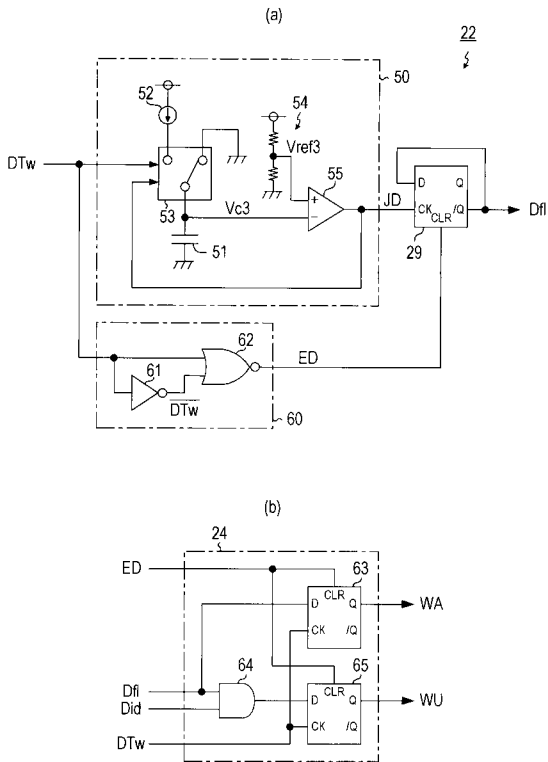 (a)
22
50
52
54
DTw
Vref3
55
53
Vc3
51
JD
D
Q
CK
CLR
/Q
29
Dfl
62
61
DTw
ED
60
(b)
24
ED
63
CLR
D
Q
CK
/Q
WA
64
65
Dfl
Did
CLR
D
Q
CK
/Q
WU
DTw